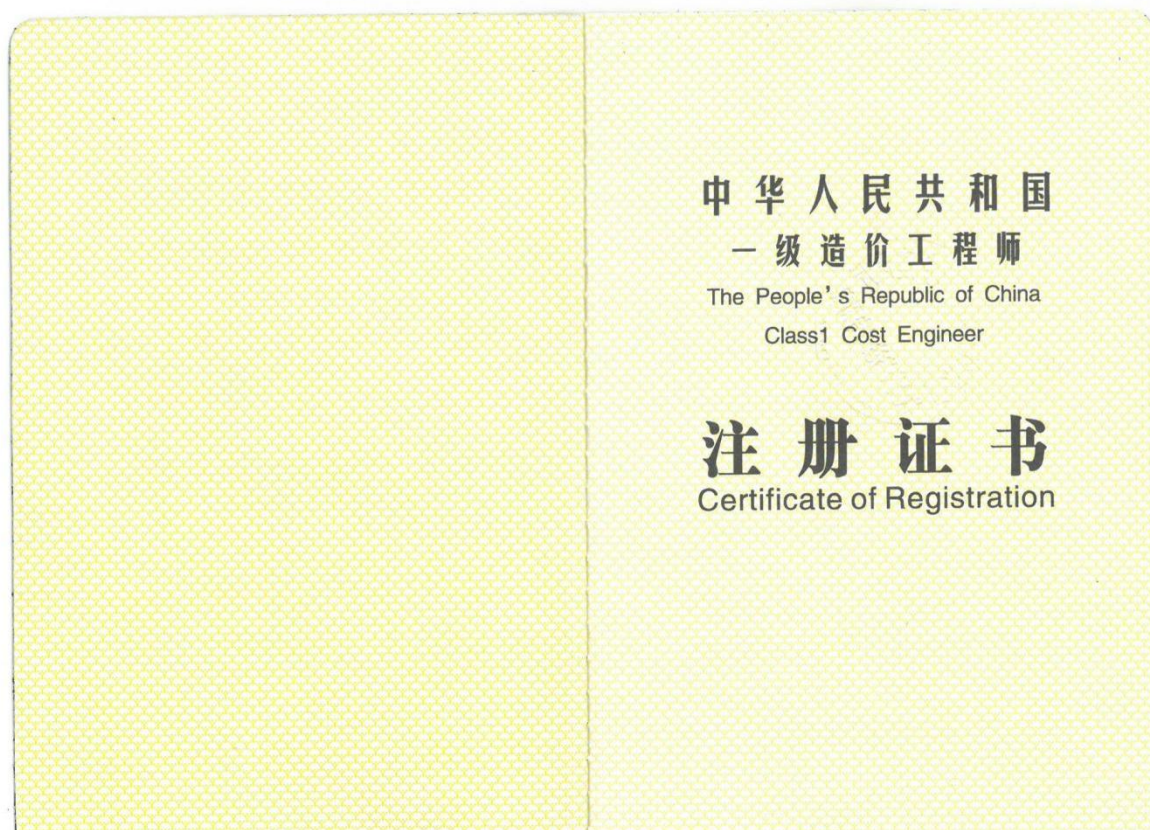 中华人民共和国
一级造价工程师
The People's Republic of China
Class1 Cost Engineer
注册证书
Certificate of Registration